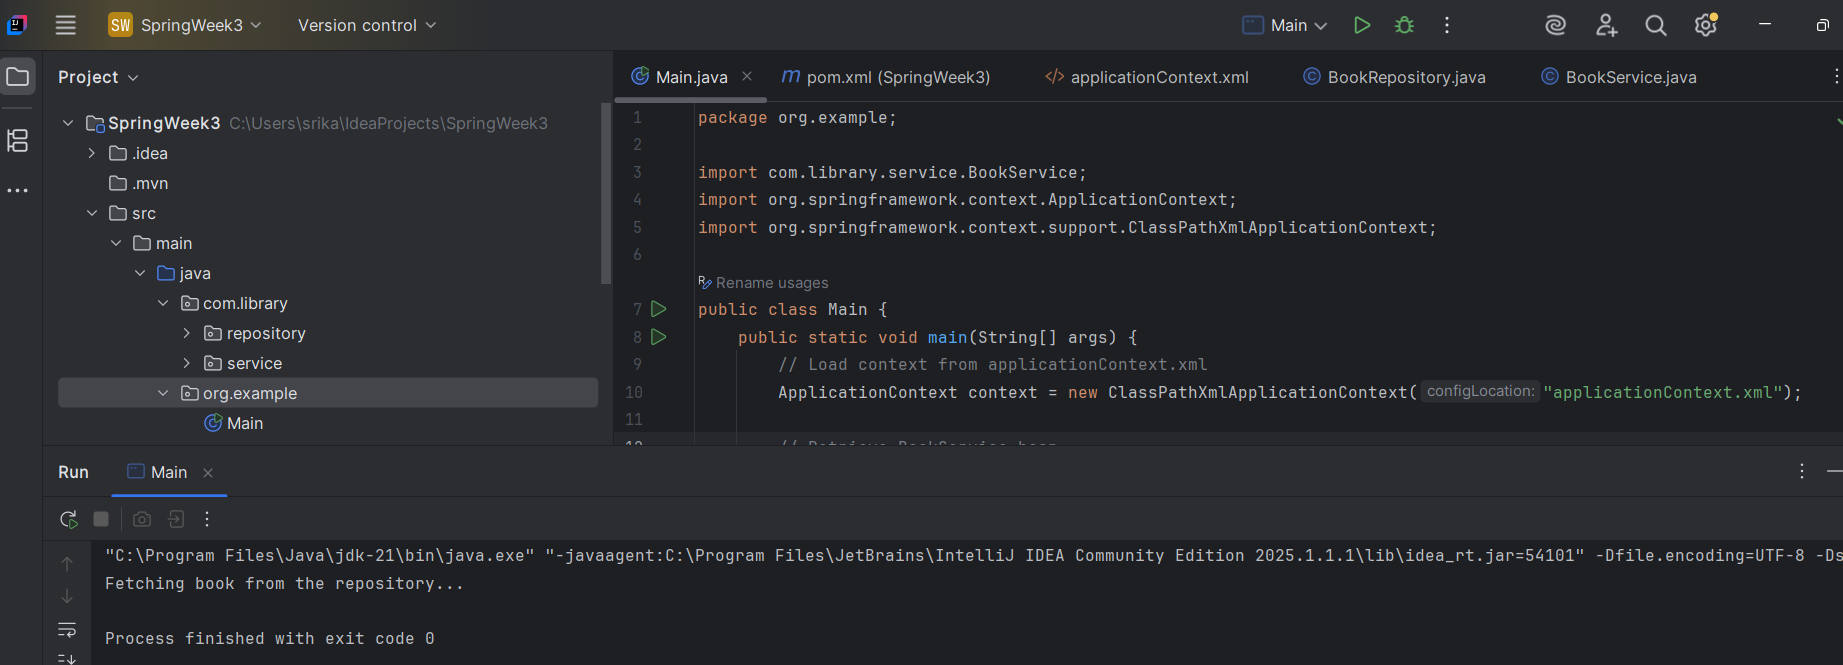 SW SpringWeek3 Version control Main
Project
Main.java pom.xml (SpringWeek3) applicationContext.xml BookRepository.java BookService.java
SpringWeek3 C:\Users\srika\IdeaProjects\SpringWeek3
.idea
.mvn
src
main
java
com.library
repository
service
org.example
Main
1 package org.example;
2
3 import com.library.service.BookService;
4 import org.springframework.context.ApplicationContext;
5 import org.springframework.context.support.ClassPathXmlApplicationContext;
6
Rename usages
7 public class Main {
8 public static void main(String[] args) {
9 // Load context from applicationContext.xml
10 ApplicationContext context = new ClassPathXmlApplicationContext( configLocation: "applicationContext.xml");
11
12 // Retrieve BookService bean
Run Main
"C:\Program Files\Java\jdk-21\bin\java.exe" "-javaagent:C:\Program Files\JetBrains\IntelliJ IDEA Community Edition 2025.1.1.1\lib\idea_rt.jar=54101" -Dfile.encoding=UTF-8 -Ds
Fetching book from the repository...
Process finished with exit code 0